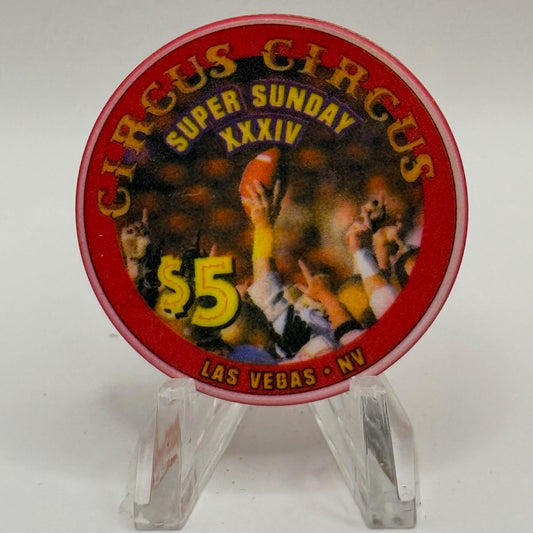 CIRCUS CIRCUS
SUPER SUNDAY
XXXIV
$5
LAS VEGAS • NV